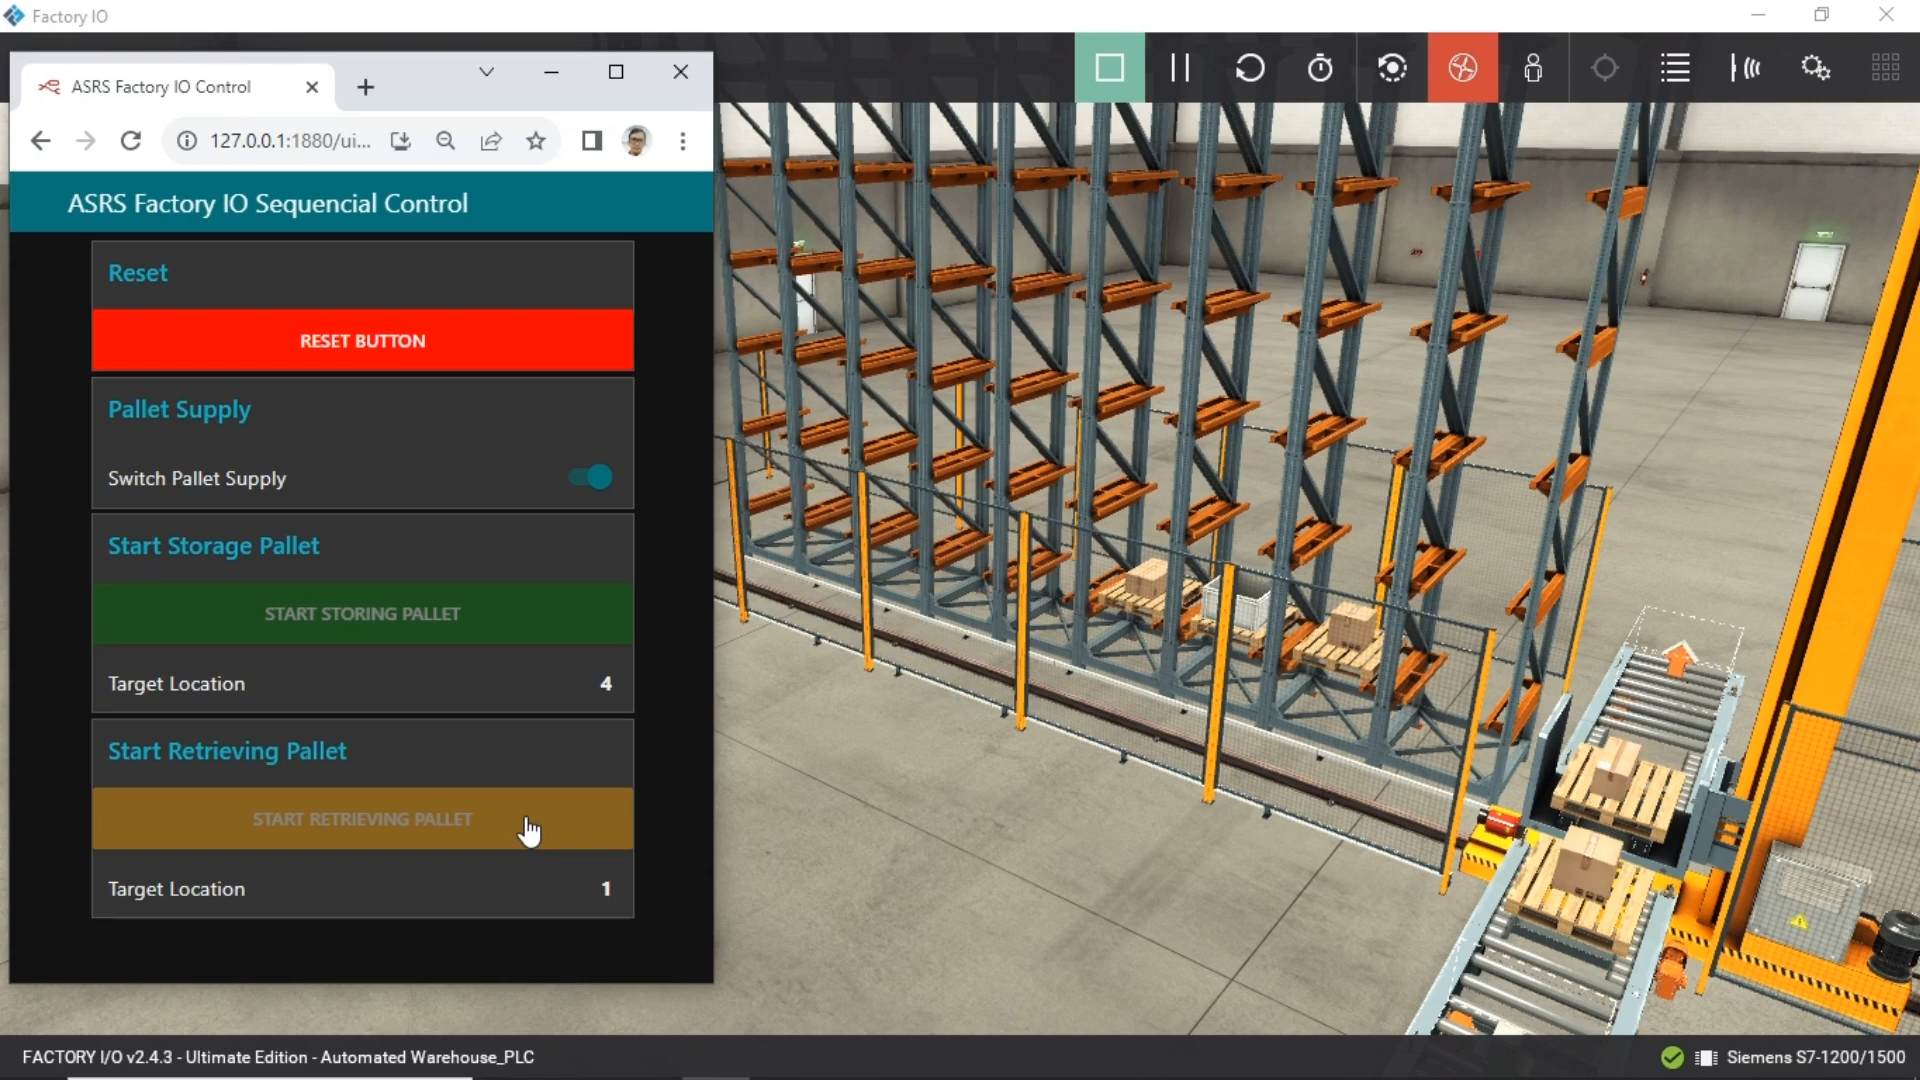 Factory IO
ASRS Factory IO Control
127.0.0.1:1880/ui...
ASRS Factory IO Sequencial Control
Reset
RESET BUTTON
Pallet Supply
Switch Pallet Supply
Start Storage Pallet
START STORING PALLET
Target Location 4
Start Retrieving Pallet
START RETRIEVING PALLET
Target Location 1
FACTORY I/O v2.4.3 - Ultimate Edition - Automated Warehouse_PLC
Siemens S7-1200/1500